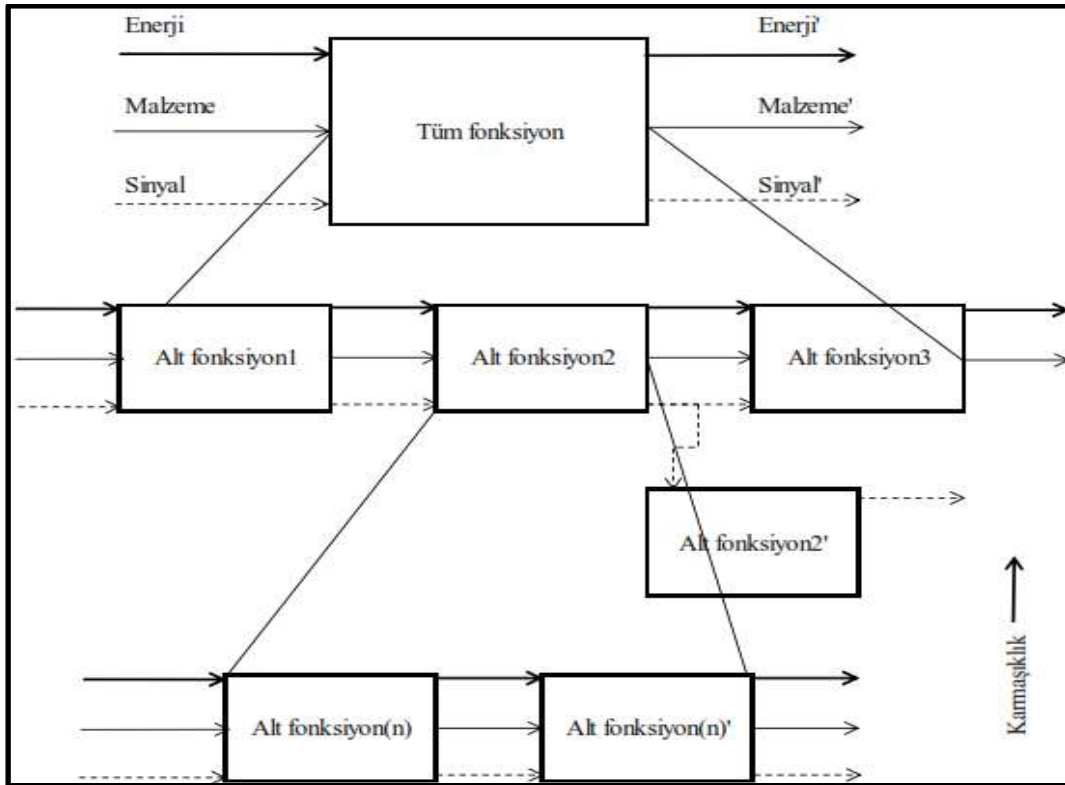 Enerji
Enerji'
Malzeme
Malzeme'
Tüm fonksiyon
Sinyal
Sinyal'
Alt fonksiyon1
Alt fonksiyon2
Alt fonksiyon3
Alt fonksiyon2'
Karmaşıklık
Alt fonksiyon(n)
Alt fonksiyon(n)'